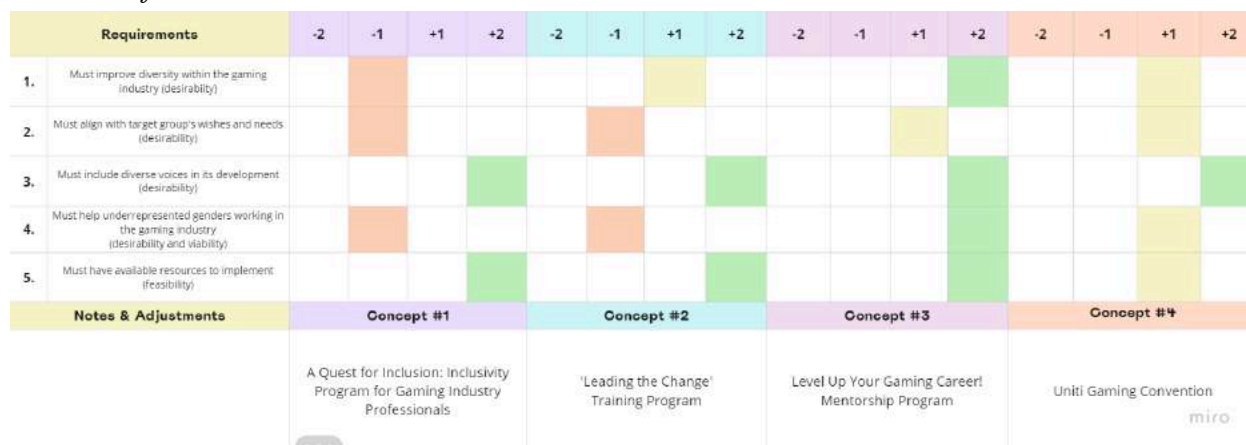 Requirements -2 -1 +1 +2 -2 -1 +1 +2 -2 -1 +1 +2 -2 -1 +1 +2
1. Must improve diversity within the gaming
industry (desirablity)
2. Must align with target group's wishes and needs
(desirability)
3. Must include diverse voices in its development
(desirability)
4. Must help underrepresented genders working in
the gaming industry
(desirability and viability)
5. Must have available resources to implement
(feasibility)
Notes & Adjustments Concept #1 Concept #2 Concept #3 Concept #4
A Quest for Inclusion: Inclusivity
Program for Gaming Industry
Professionals
'Leading the Change'
Training Program
Level Up Your Gaming Career!
Mentorship Program
Uniti Gaming Convention
miro